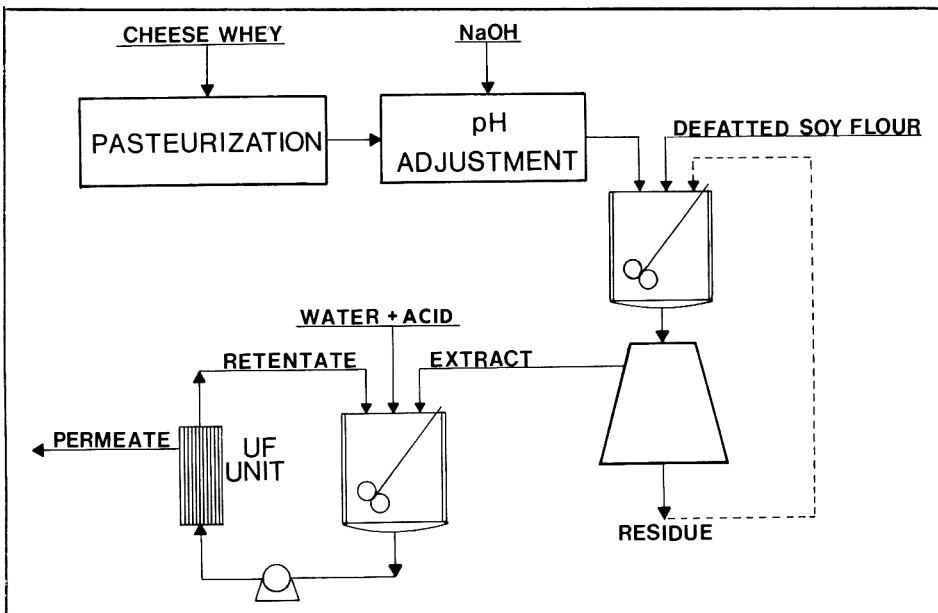 CHEESE WHEY
NaOH
PASTEURIZATION
pH
ADJUSTMENT
DEFATTED SOY FLOUR
WATER + ACID
RETENTATE
EXTRACT
PERMEATE
UF
UNIT
RESIDUE